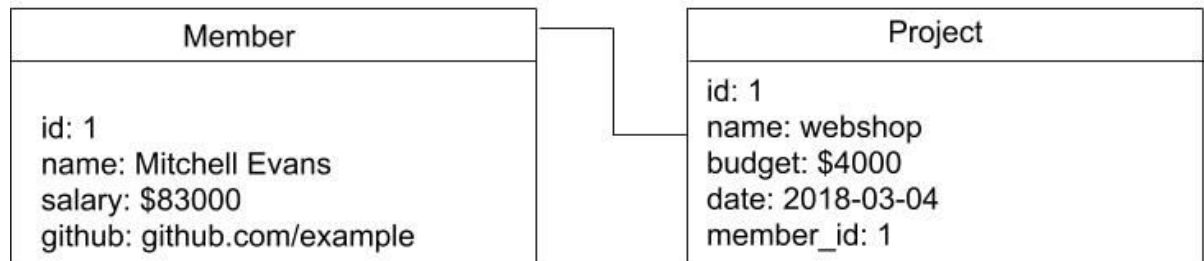 Member
id: 1
name: Mitchell Evans
salary: $83000
github: github.com/example
Project
id: 1
name: webshop
budget: $4000
date: 2018-03-04
member_id: 1